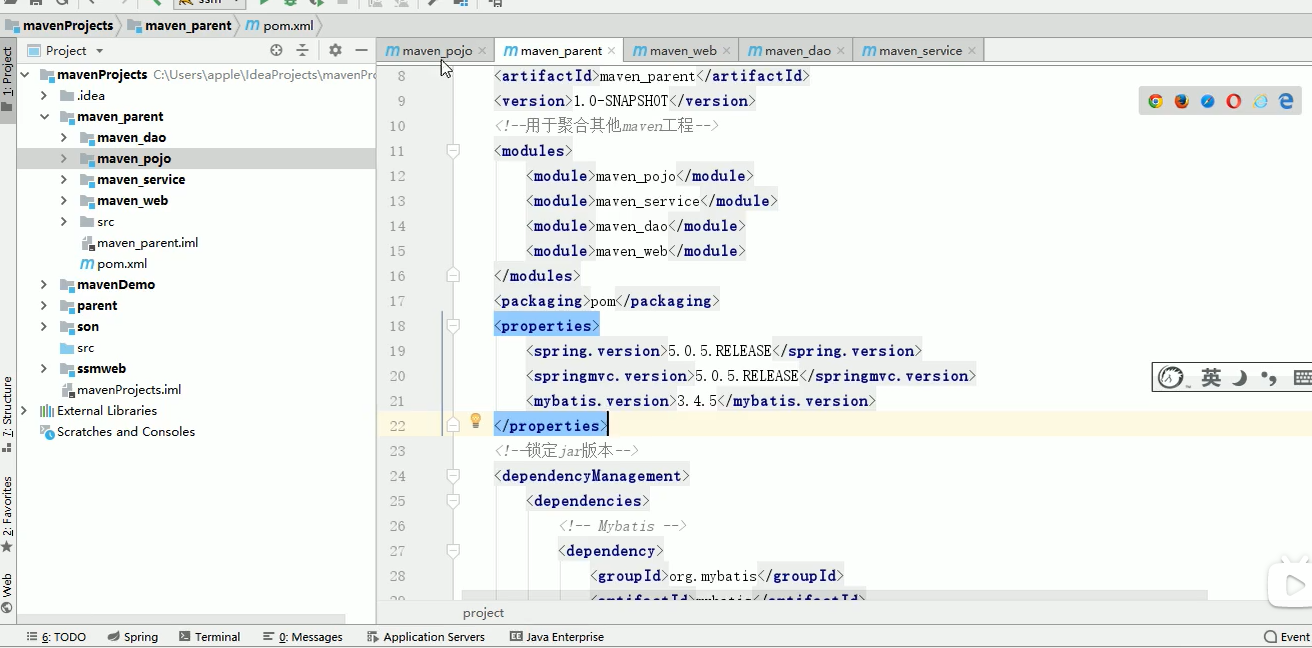 ssm
mavenProjects maven_parent pom.xml
Project
maven_pojo maven_parent maven_web maven_dao maven_service
1: Project
7: Structure
2: Favorites
Web
mavenProjects C:\Users\apple\IdeaProjects\mavenPr
.idea
maven_parent
maven_dao
maven_pojo
maven_service
maven_web
src
maven_parent.iml
pom.xml
mavenDemo
parent
son
src
ssmweb
mavenProjects.iml
External Libraries
Scratches and Consoles
8 <artifactId>maven_parent</artifactId>
9 <version>1.0-SNAPSHOT</version>
10 <!--用于聚合其他maven工程-->
11 <modules>
12 <module>maven_pojo</module>
13 <module>maven_service</module>
14 <module>maven_dao</module>
15 <module>maven_web</module>
16 </modules>
17 <packaging>pom</packaging>
18 <properties>
19 <spring.version>5.0.5.RELEASE</spring.version>
20 <springmvc.version>5.0.5.RELEASE</springmvc.version>
21 <mybatis.version>3.4.5</mybatis.version>
22 </properties>
23 <!--锁定jar版本-->
24 <dependencyManagement>
25 <dependencies>
26 <!-- Mybatis -->
27 <dependency>
28 <groupId>org.mybatis</groupId>
29 <artifactId>mybatis</artifactId>
英
project
6: TODO Spring Terminal 0: Messages Application Servers Java Enterprise Event